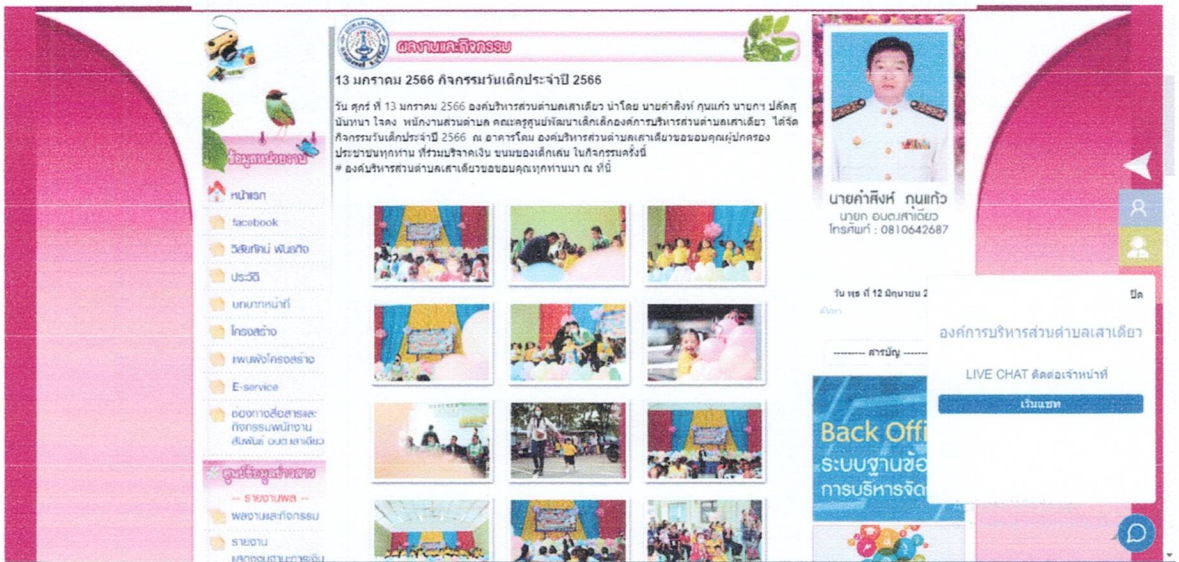 ข้อมูลหน่วยงาน
หน้าแรก
facebook
วิสัยทัศน์ พันธกิจ
ประวัติ
บทบาทหน้าที่
โครงสร้าง
แผนผังโครงสร้าง
E-service
ช่องทางสื่อสารและ
กิจกรรมพนักงาน
สัมพันธ์ อบต.เสาเดียว
ศูนย์ข้อมูลข่าวสาร
-- รายงานผล --
ผลงานและกิจกรรม
รายงาน
แสดงงบฐานะการเงิน
ผลงานและกิจกรรม
13 มกราคม 2566 กิจกรรมวันเด็กประจำปี 2566
วัน ศุกร์ ที่ 13 มกราคม 2566 องค์บริหารส่วนตำบลเสาเดียว นำโดย นายคำสิงห์ กุนแก้ว นายกฯ ปลัดสุ
นันทนา ใจตง พนักงานส่วนตำบล คณะครูศูนย์พัฒนาเด็กเล็กองค์การบริหารส่วนตำบลเสาเดียว ได้จัด
กิจกรรมวันเด็กประจำปี 2566 ณ อาคารโดม องค์บริหารส่วนตำบลเสาเดียวขอขอบคุณผู้ปกครอง
ประชาชนทุกท่าน ที่ร่วมบริจาคเงิน ขนมของเด็กเล่น ในกิจกรรมครั้งนี้
# องค์บริหารส่วนตำบลเสาเดียวขอขอบคุณทุกท่านมา ณ ที่นี้
นายคำสิงห์ กุนแก้ว
นายก อบต.เสาเดียว
โทรศัพท์ : 0810642687
วัน พุธ ที่ 12 มิถุนายน 2
ค้นหา
--------- สารบัญ -------
Back Offi
ระบบฐานข้อ
การบริหารจัด
ปิด
องค์การบริหารส่วนตำบลเสาเดียว
LIVE CHAT ติดต่อเจ้าหน้าที่
เริ่มแชท